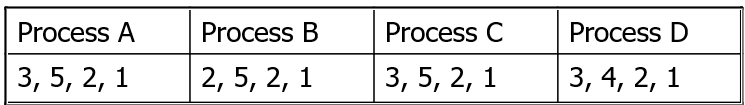 Process A Process B Process C Process D
3, 5, 2, 1 2, 5, 2, 1 3, 5, 2, 1 3, 4, 2, 1